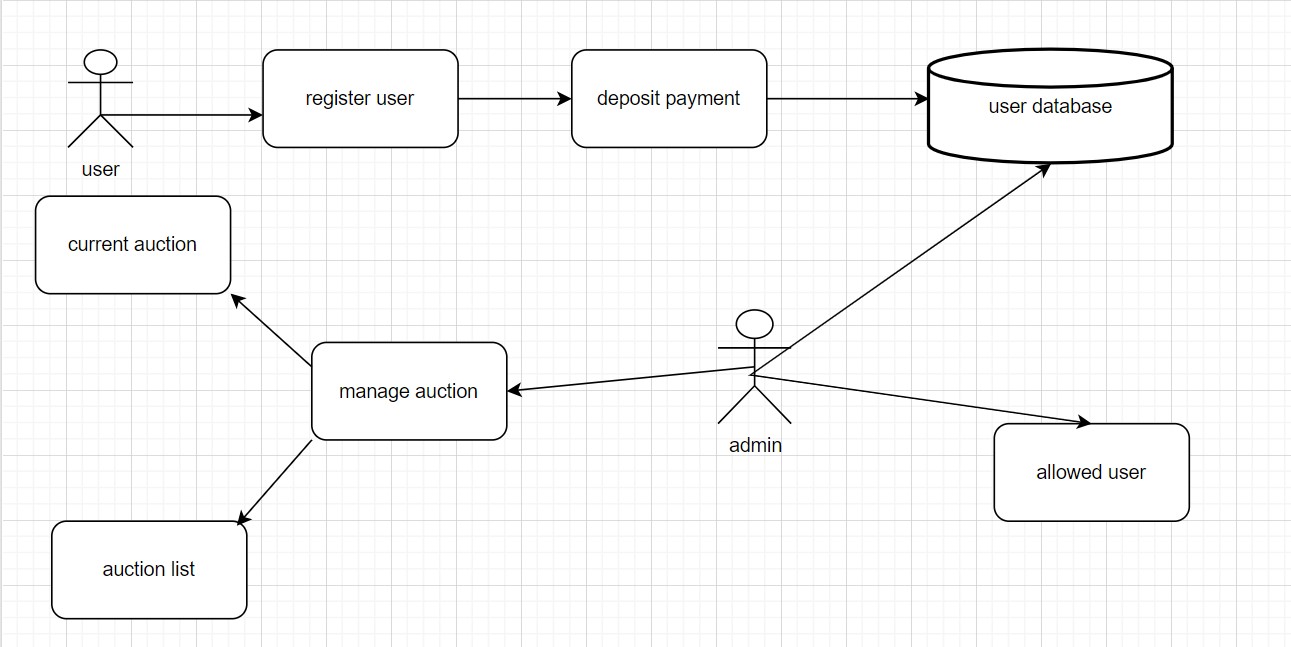 register user
deposit payment
user database
user
current auction
manage auction
admin
allowed user
auction list